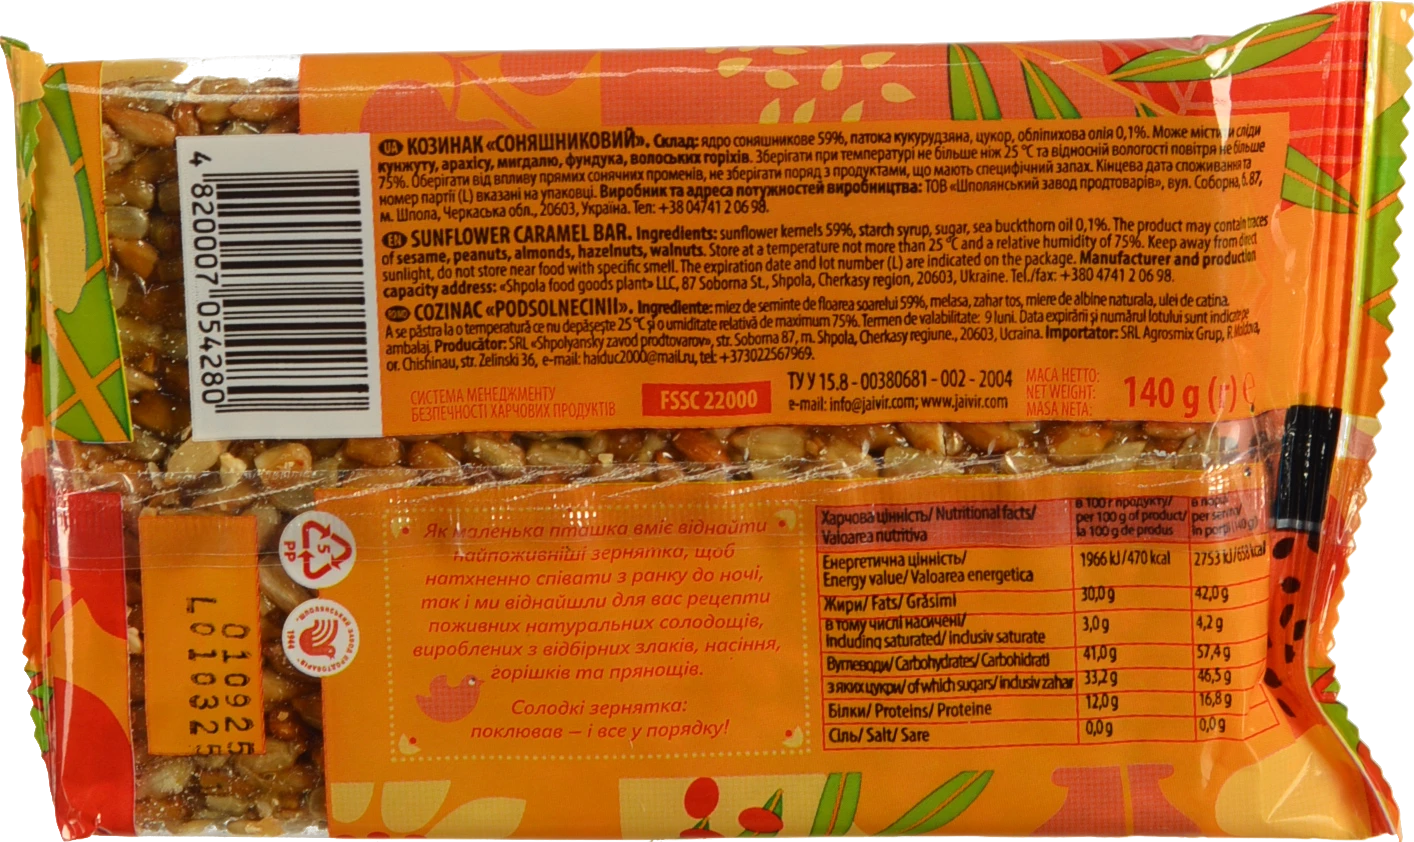 UA КОЗИНАК «СОНЯШНИКОВИЙ». Склад: ядро соняшникове 59%, патока кукурудзяна, цукор, обліпихова олія 0,1%. Може містити сліди
кунжуту, арахісу, мигдалю, фундука, волоських горіхів. Зберігати при температурі не більше ніж 25 °С та відносній вологості повітря не більше
75%. Оберігати від впливу прямих сонячних променів, не зберігати поряд з продуктами, що мають специфічний запах. Кінцева дата споживання та
номер партії (L) вказані на упаковці. Виробник та адреса потужностей виробництва: ТОВ «Шполянський завод продтоварів», вул. Соборна, б. 87,
м. Шпола, Черкаська обл., 20603, Україна. Тел: +38 04741 2 06 98.
EN SUNFLOWER CARAMEL BAR. Ingredients: sunflower kernels 59%, starch syrup, sugar, sea buckthorn oil 0,1%. The product may contain traces
of sesame, peanuts, almonds, hazelnuts, walnuts. Store at a temperature not more than 25 °C and a relative humidity of 75%. Keep away from direct
sunlight, do not store near food with specific smell. The expiration date and lot number (L) are indicated on the package. Manufacturer and production
capacity address: «Shpola food goods plant» LLC, 87 Soborna St., Shpola, Cherkasy region, 20603, Ukraine. Tel./fax: +380 4741 2 06 98.
COZINAC «PODSOLNECINII». Ingrediente: miez de seminte de floarea soarelui 59%, melasa, zahar tos, miere de albine naturala, ulei de catina.
A se păstra la o temperatură ce nu depăşeşte 25 °C şi o umiditate relativă de maximum 75%. Termen de valabilitate: 9 luni. Data expirării şi numărul lotului sunt indicate pe
ambalaj. Producător: SRL «Shpolyansky zavod prodtovarov», str. Soborna 87, m. Shpola, Cherkasy regiune., 20603, Ucraina. Importator: SRL Agrosmix Grup, R. Moldova,
or. Chishinau, str. Zelinski 36, e-mail: haiduc2000@mail.ru, tel: +373022567969.
СИСТЕМА МЕНЕДЖМЕНТУ
БЕЗПЕЧНОСТІ ХАРЧОВИХ ПРОДУКТІВ
FSSC 22000
ТУ У 15.8 - 00380681 - 002 - 2004
e-mail: info@jaivir.com; www.jaivir.com
МАСА НЕТТО:
NET WEIGHT:
MASA NETA:
140 g (г) e
4 820007 054280
L010325
010925
5
PP
ШПОЛЯНСЬКИЙ ЗАВОД ПРОДТОВАРІВ
1944
Як маленька пташка вміє віднайти
найпоживніші зернятка, щоб
натхненно співати з ранку до ночі,
так і ми віднайшли для вас рецепти
поживних натуральних солодощів,
вироблених з відбірних злаків, насіння,
горішків та прянощів.
Солодкі зернятка:
поклював – і все у порядку!
Харчова цінність/ Nutritional facts/
Valoarea nutritiva
в 100 г продукту/
per 100 g of product/
la 100 g de produs
в порції
per serving/
în porții (140 g)
Енергетична цінність/
Energy value/ Valoarea energetica
1966 kJ/470 kcal
2753 kJ/658 kcal
Жири/ Fats/ Grăsimi
30,0 g
42,0 g
в тому числі насичені/
including saturated/ inclusiv saturate
3,0 g
4,2 g
Вуглеводи/ Carbohydrates/ Carbohidrati
41,0 g
57,4 g
з яких цукри/ of which sugars/ inclusiv zahar
33,2 g
46,5 g
Білки/ Proteins/ Proteine
12,0 g
16,8 g
Сіль/ Salt/ Sare
0,0 g
0,0 g